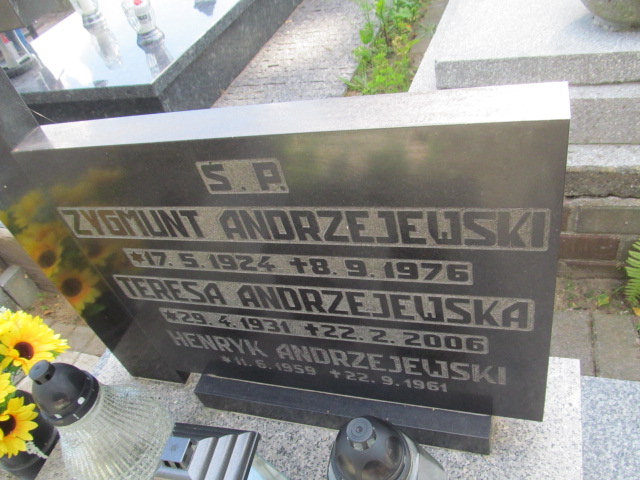 Ś.P.
ZYGMUNT ANDRZEJEWSKI
*17.5.1924 ✝8.9.1976
TERESA ANDRZEJEWSKA
*29.4.1931 ✝22.2.2006
HENRYK ANDRZEJEWSKI
*11.6.1959 ✝22.9.1961